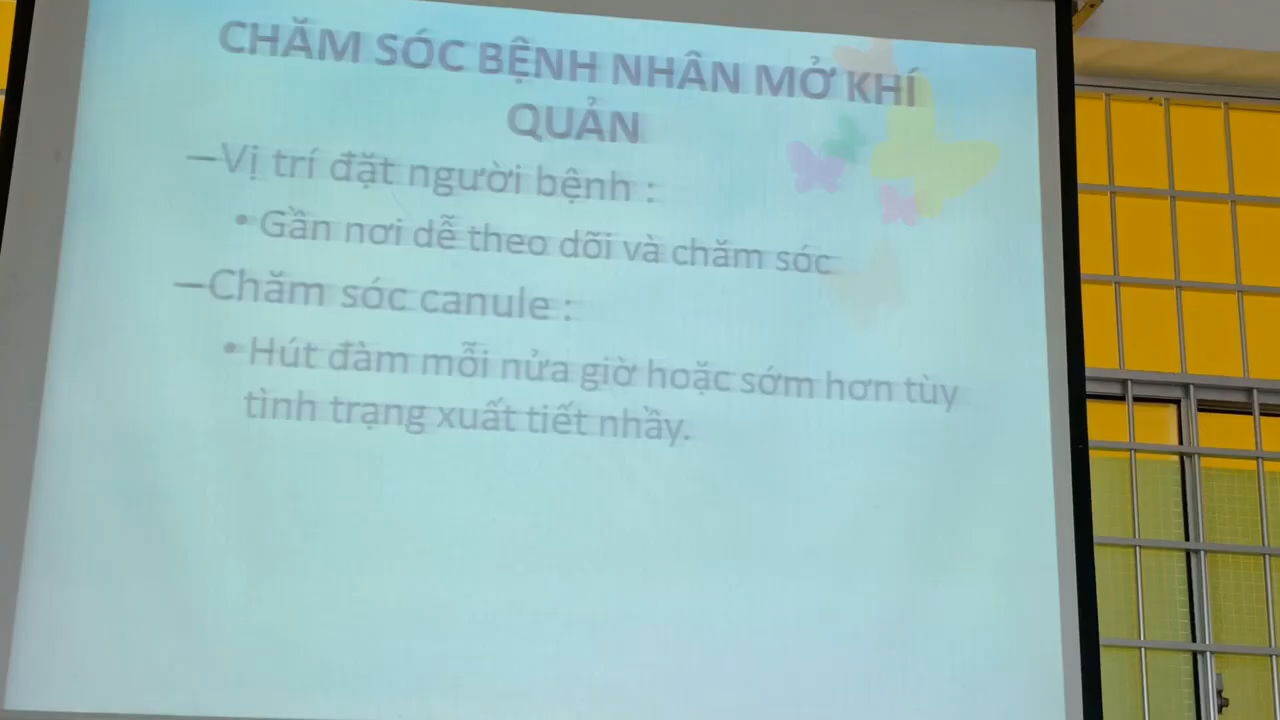 CHĂM SÓC BỆNH NHÂN MỞ KHÍ
QUẢN
–Vị trí đặt người bệnh :
• Gần nơi dễ theo dõi và chăm sóc
–Chăm sóc canule :
• Hút đàm mỗi nửa giờ hoặc sớm hơn tùy
tình trạng xuất tiết nhầy.